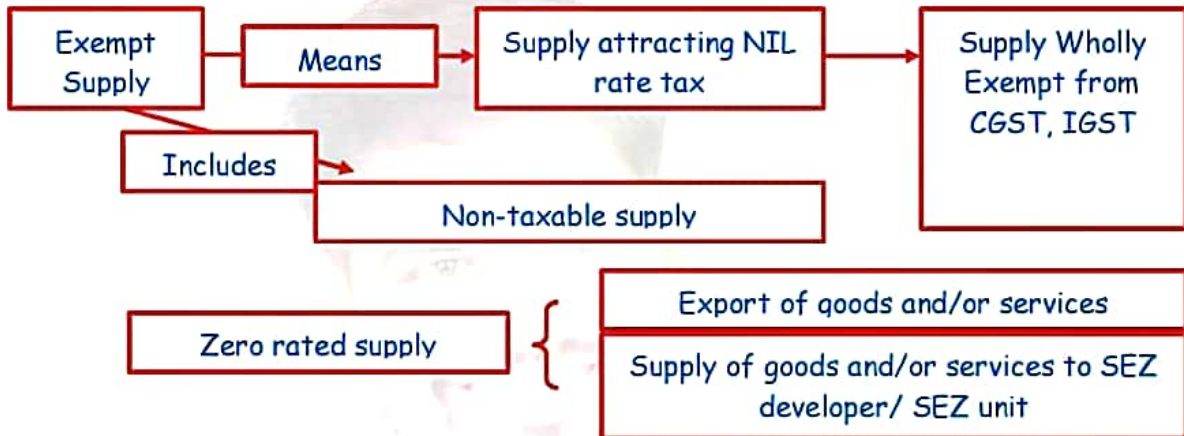 Exempt
Supply
Means
Supply attracting NIL
rate tax
Supply Wholly
Exempt from
CGST, IGST
Includes
Non-taxable supply
Zero rated supply
Export of goods and/or services
Supply of goods and/or services to SEZ
developer/ SEZ unit